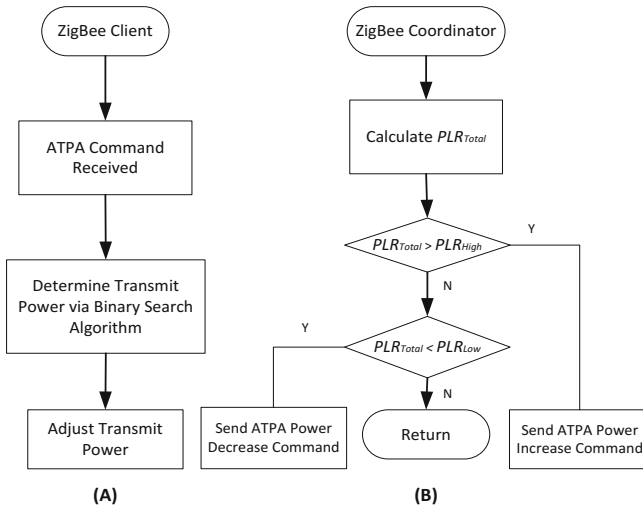 ZigBee Client
ATPA Command
Received
Determine Transmit
Power via Binary Search
Algorithm
Adjust Transmit
Power
(A)
ZigBee Coordinator
Calculate PLRTotal
PLRTotal > PLRHigh
Y
N
PLRTotal < PLRLow
Y
N
Send ATPA Power
Decrease Command
Return
Send ATPA Power
Increase Command
(B)